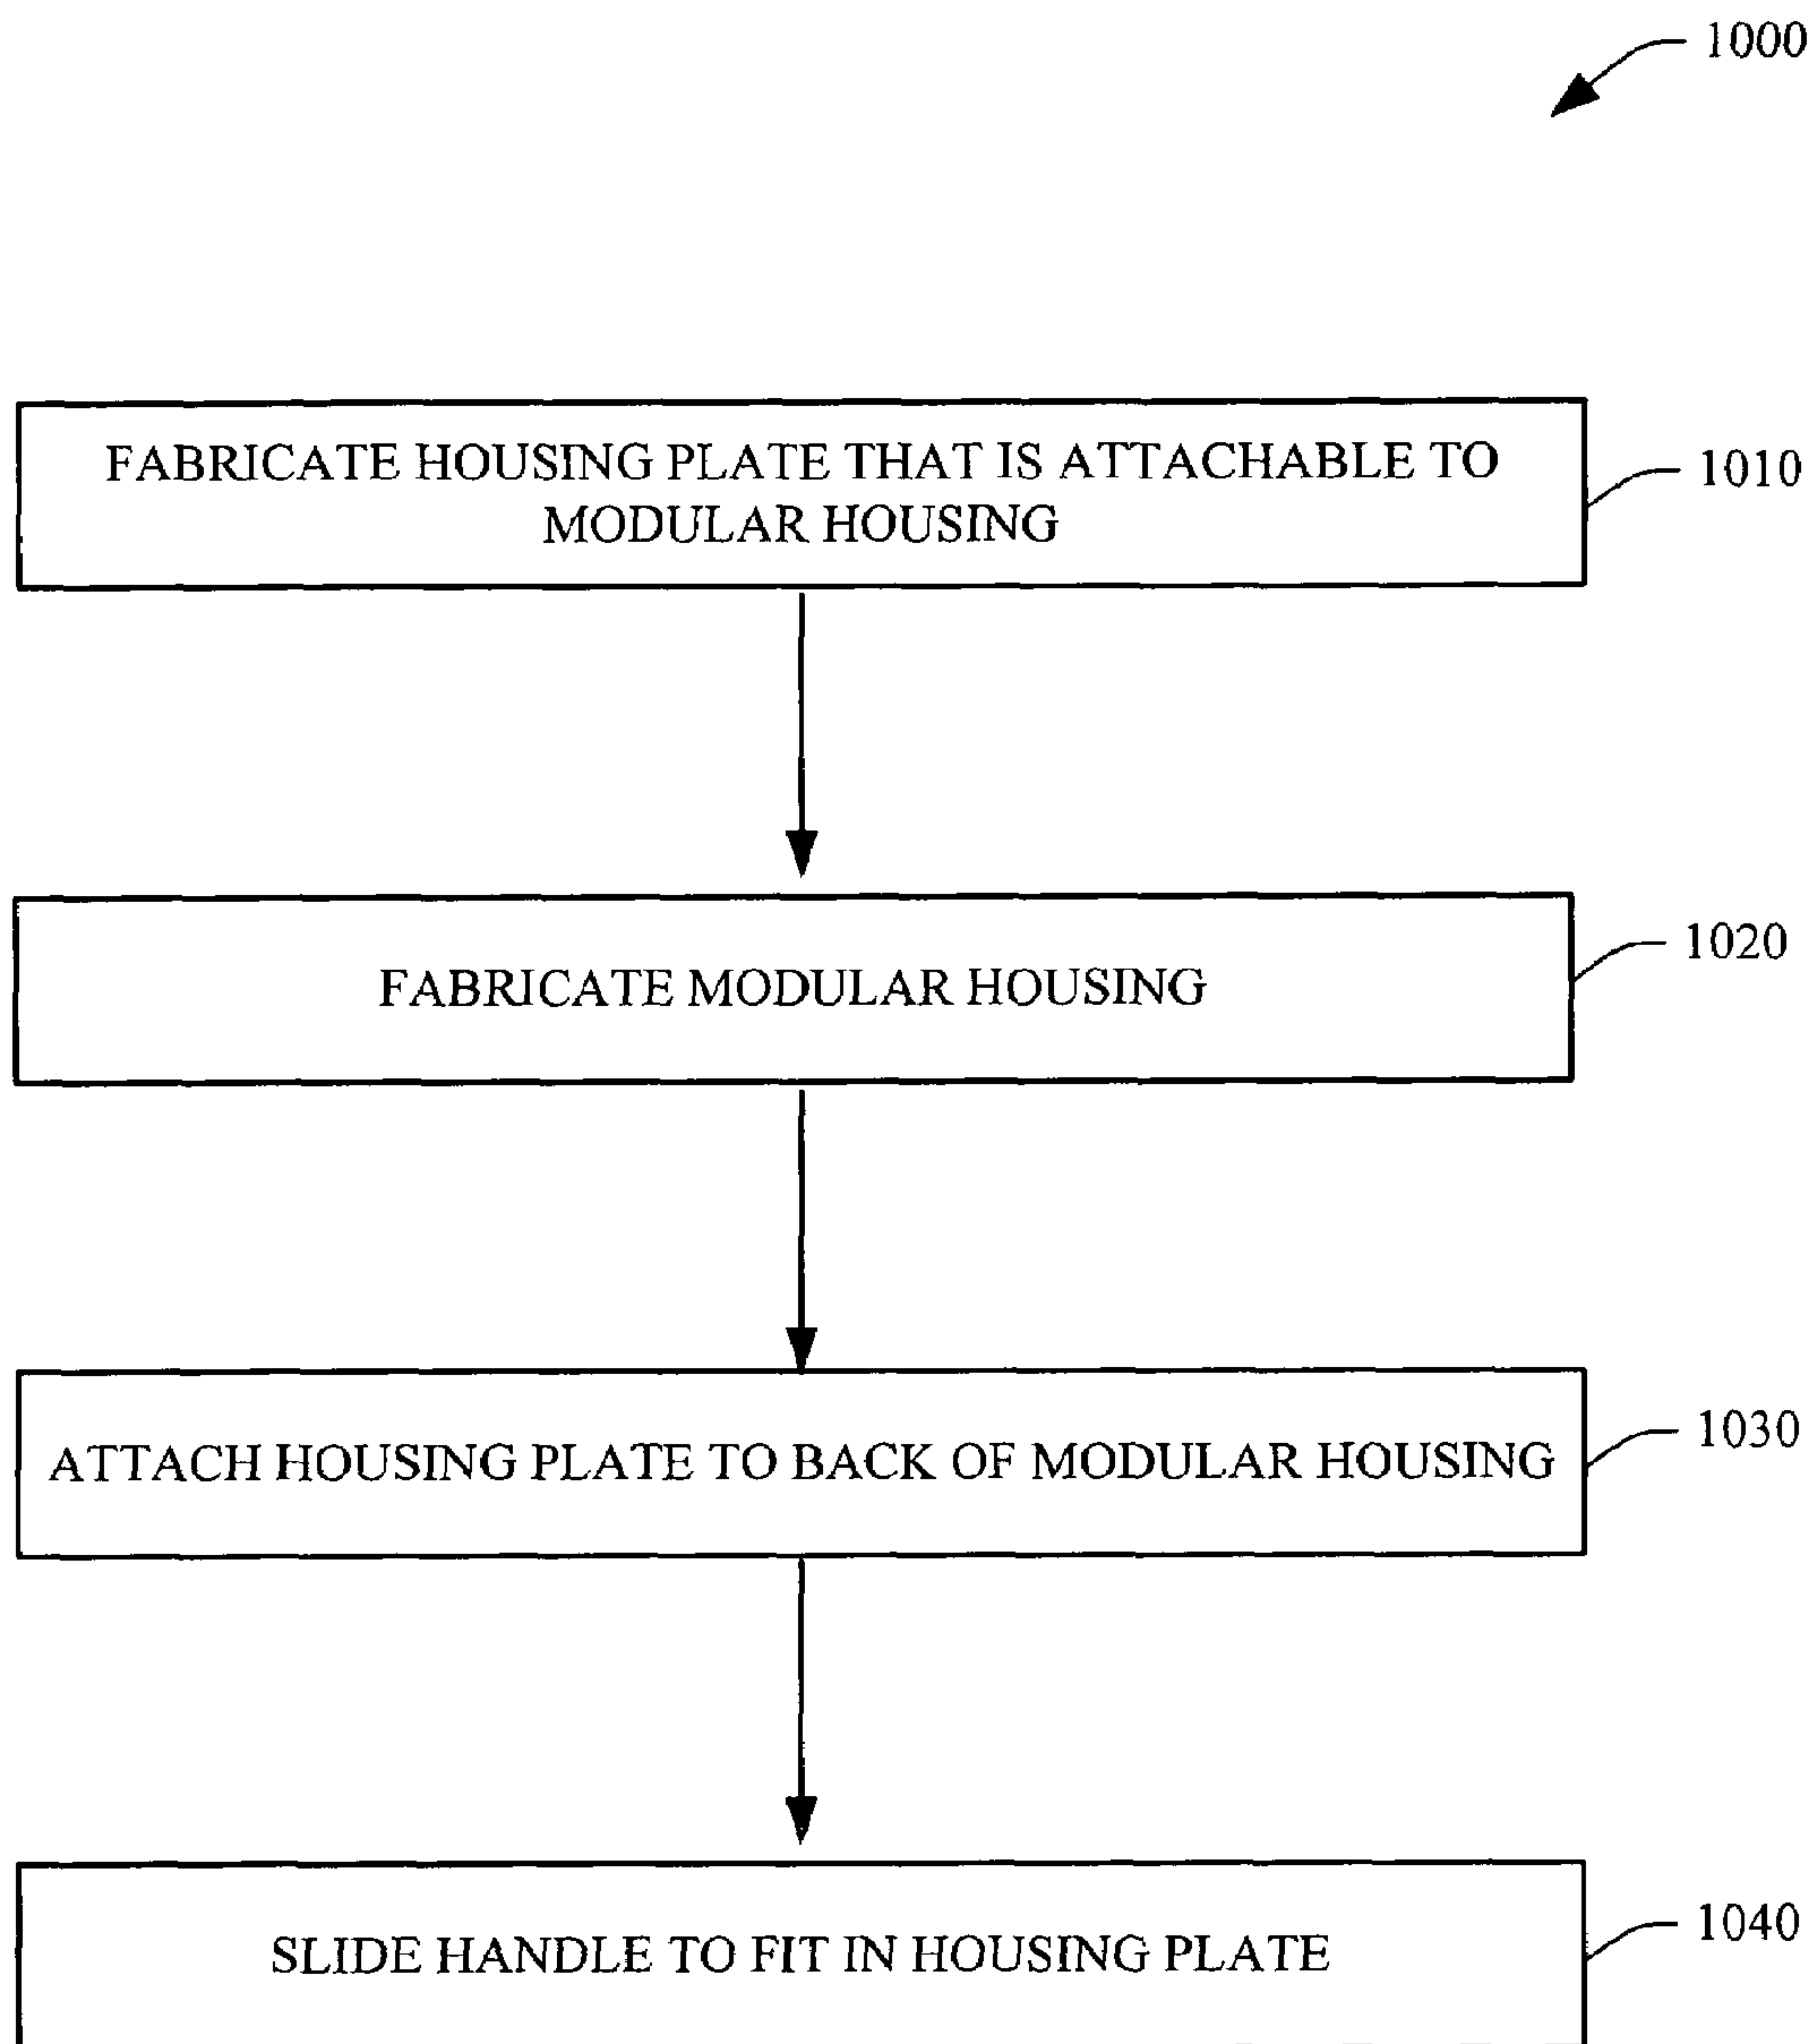 1000
FABRICATE HOUSING PLATE THAT IS ATTACHABLE TO
MODULAR HOUSING
1010
FABRICATE MODULAR HOUSING
1020
ATTACH HOUSING PLATE TO BACK OF MODULAR HOUSING
1030
SLIDE HANDLE TO FIT IN HOUSING PLATE
1040